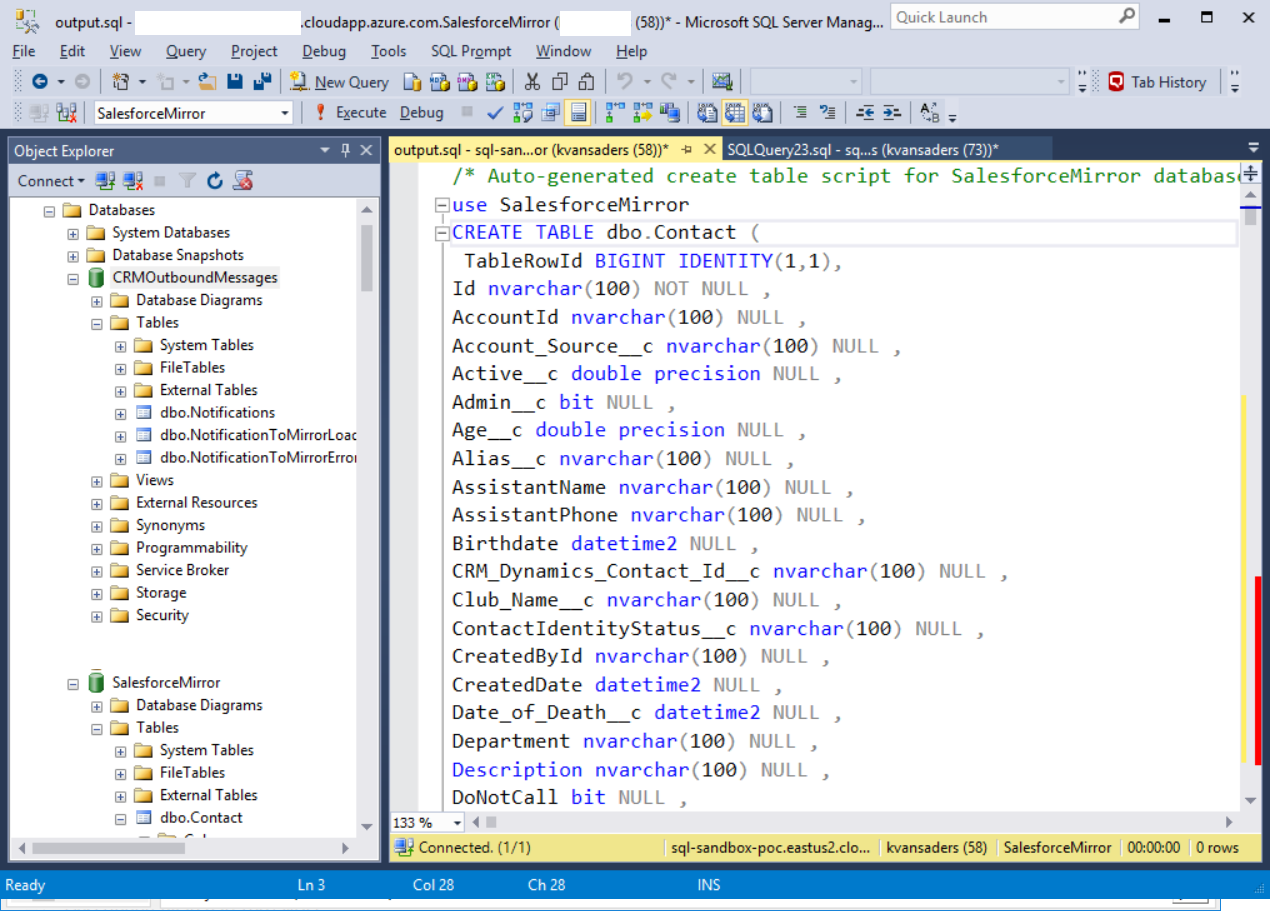 output.sql - .cloudapp.azure.com.SalesforceMirror ( (58))* - Microsoft SQL Server Manag...
Quick Launch
File Edit View Query Project Debug Tools SQL Prompt Window Help
New Query
Tab History
SalesforceMirror
Execute Debug
Object Explorer
Connect
Databases
System Databases
Database Snapshots
CRMOutboundMessages
Database Diagrams
Tables
System Tables
FileTables
External Tables
dbo.Notifications
dbo.NotificationToMirrorLoad
dbo.NotificationToMirrorError
Views
External Resources
Synonyms
Programmability
Service Broker
Storage
Security
SalesforceMirror
Database Diagrams
Tables
System Tables
FileTables
External Tables
dbo.Contact
output.sql - sql-san...or (kvansaders (58))*
SQLQuery23.sql - sq...s (kvansaders (73))*
/* Auto-generated create table script for SalesforceMirror database
use SalesforceMirror
CREATE TABLE dbo.Contact (
TableRowId BIGINT IDENTITY(1,1),
Id nvarchar(100) NOT NULL ,
AccountId nvarchar(100) NULL ,
Account_Source__c nvarchar(100) NULL ,
Active__c double precision NULL ,
Admin__c bit NULL ,
Age__c double precision NULL ,
Alias__c nvarchar(100) NULL ,
AssistantName nvarchar(100) NULL ,
AssistantPhone nvarchar(100) NULL ,
Birthdate datetime2 NULL ,
CRM_Dynamics_Contact_Id__c nvarchar(100) NULL ,
Club_Name__c nvarchar(100) NULL ,
ContactIdentityStatus__c nvarchar(100) NULL ,
CreatedById nvarchar(100) NULL ,
CreatedDate datetime2 NULL ,
Date_of_Death__c datetime2 NULL ,
Department nvarchar(100) NULL ,
Description nvarchar(100) NULL ,
DoNotCall bit NULL ,
133 %
Connected. (1/1)
sql-sandbox-poc.eastus2.clo...
kvansaders (58)
SalesforceMirror
00:00:00
0 rows
Ready
Ln 3
Col 28
Ch 28
INS